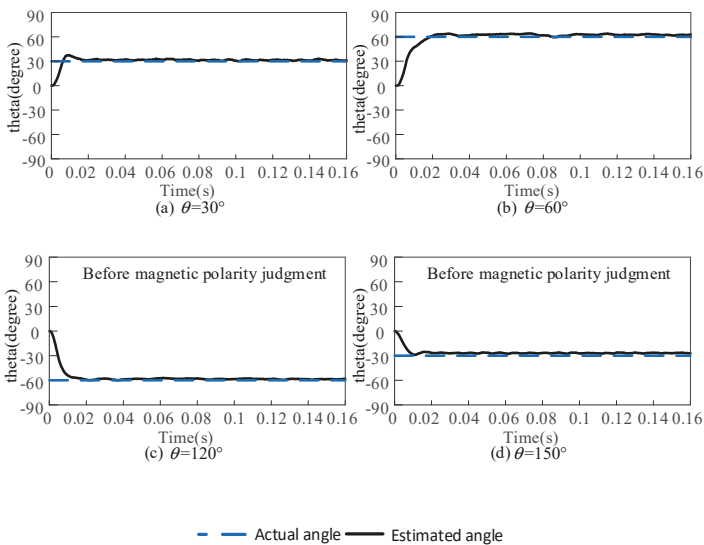 90
60
30
0
-30
-60
-90
theta(degree)
0 0.02 0.04 0.06 0.08 0.1 0.12 0.14 0.16
Time(s)
(a) θ=30°
90
60
30
0
-30
-60
-90
theta(degree)
0 0.02 0.04 0.06 0.08 0.1 0.12 0.14 0.16
Time(s)
(b) θ=60°
Before magnetic polarity judgment
90
60
30
0
-30
-60
-90
theta(degree)
0 0.02 0.04 0.06 0.08 0.1 0.12 0.14 0.16
Time(s)
(c) θ=120°
Before magnetic polarity judgment
90
60
30
0
-30
-60
-90
theta(degree)
0 0.02 0.04 0.06 0.08 0.1 0.12 0.14 0.16
Time(s)
(d) θ=150°
Actual angle Estimated angle